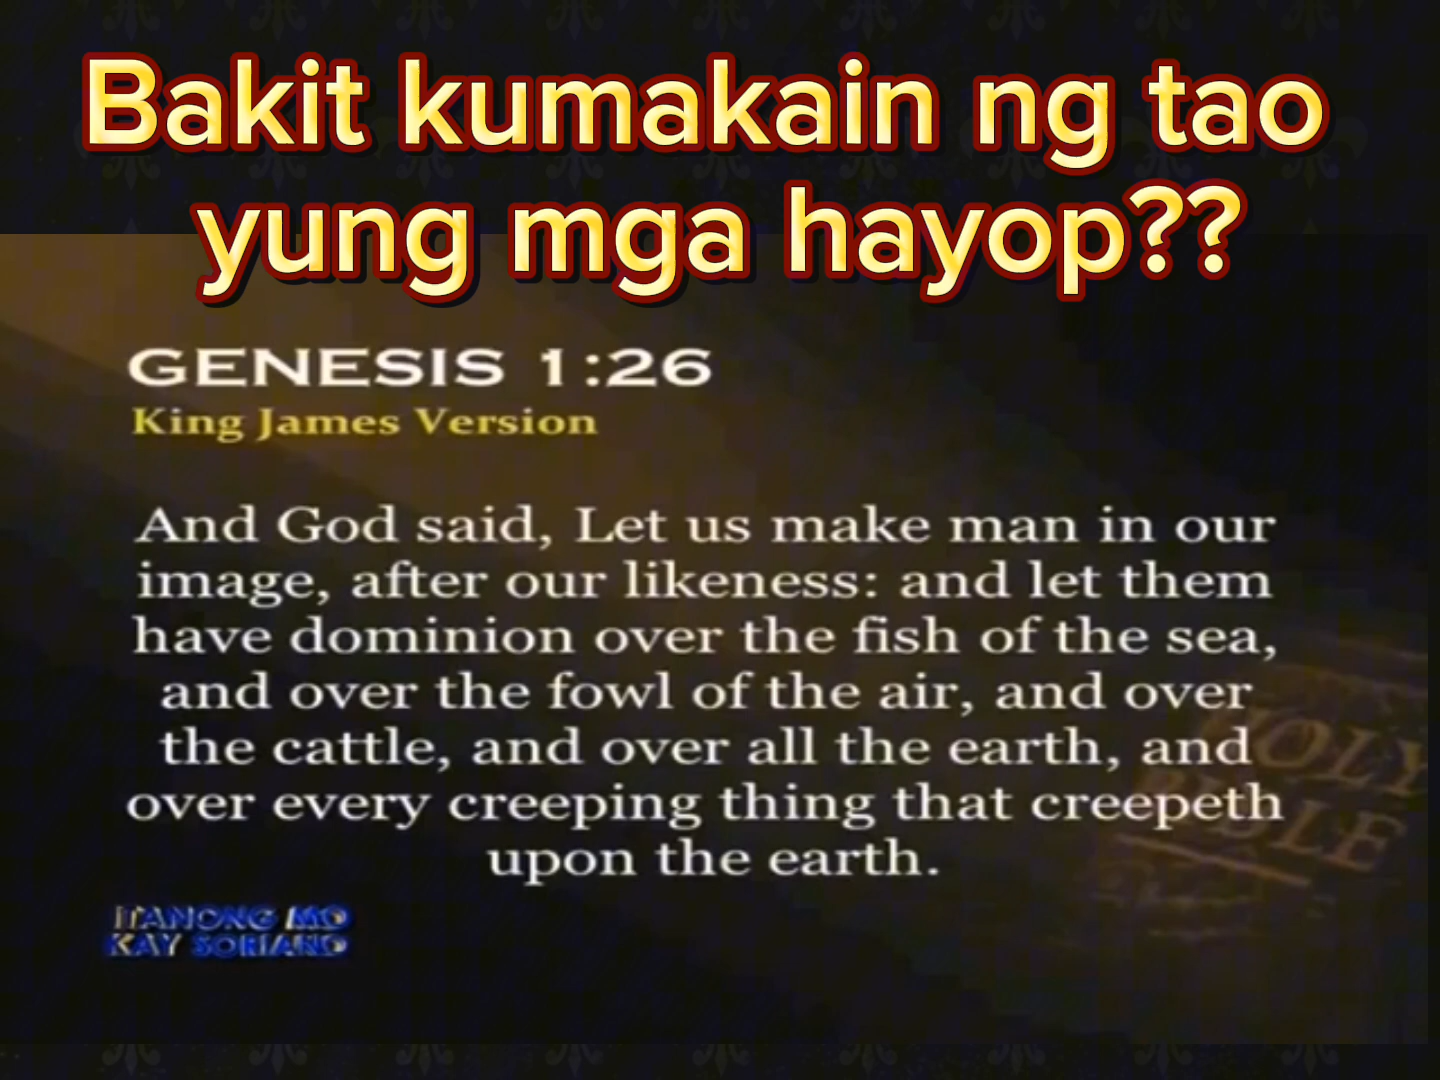 Bakit kumakain ng tao
yung mga hayop??
GENESIS 1:26
King James Version
And God said, Let us make man in our
image, after our likeness: and let them
have dominion over the fish of the sea,
and over the fowl of the air, and over
the cattle, and over all the earth, and
over every creeping thing that creepeth
upon the earth.
HOLY
BIBLE
ITANONG MO
KAY SORIANO